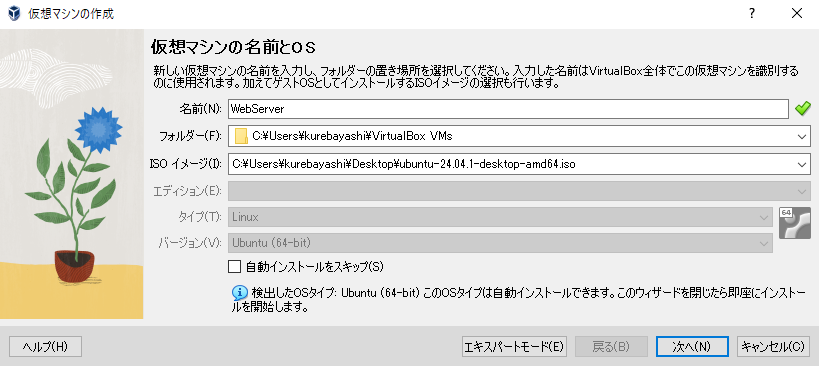 仮想マシンの作成
仮想マシンの名前とOS
新しい仮想マシンの名前を入力し、フォルダーの置き場所を選択してください。入力した名前はVirtualBox全体でこの仮想マシンを識別する
のに使用されます。加えてゲストOSとしてインストールするISOイメージの選択も行います。
名前(N): WebServer
フォルダー(F): C:¥Users¥kurebayashi¥VirtualBox VMs
ISO イメージ(I): C:¥Users¥kurebayashi¥Desktop¥ubuntu-24.04.1-desktop-amd64.iso
エディション(E):
タイプ(T): Linux 64
バージョン(V): Ubuntu (64-bit)
自動インストールをスキップ(S)
検出したOSタイプ: Ubuntu (64-bit) このOSタイプは自動インストールできます。このウィザードを閉じたら即座にインストー
ルを開始します。
ヘルプ(H) エキスパートモード(E) 戻る(B) 次へ(N) キャンセル(C)